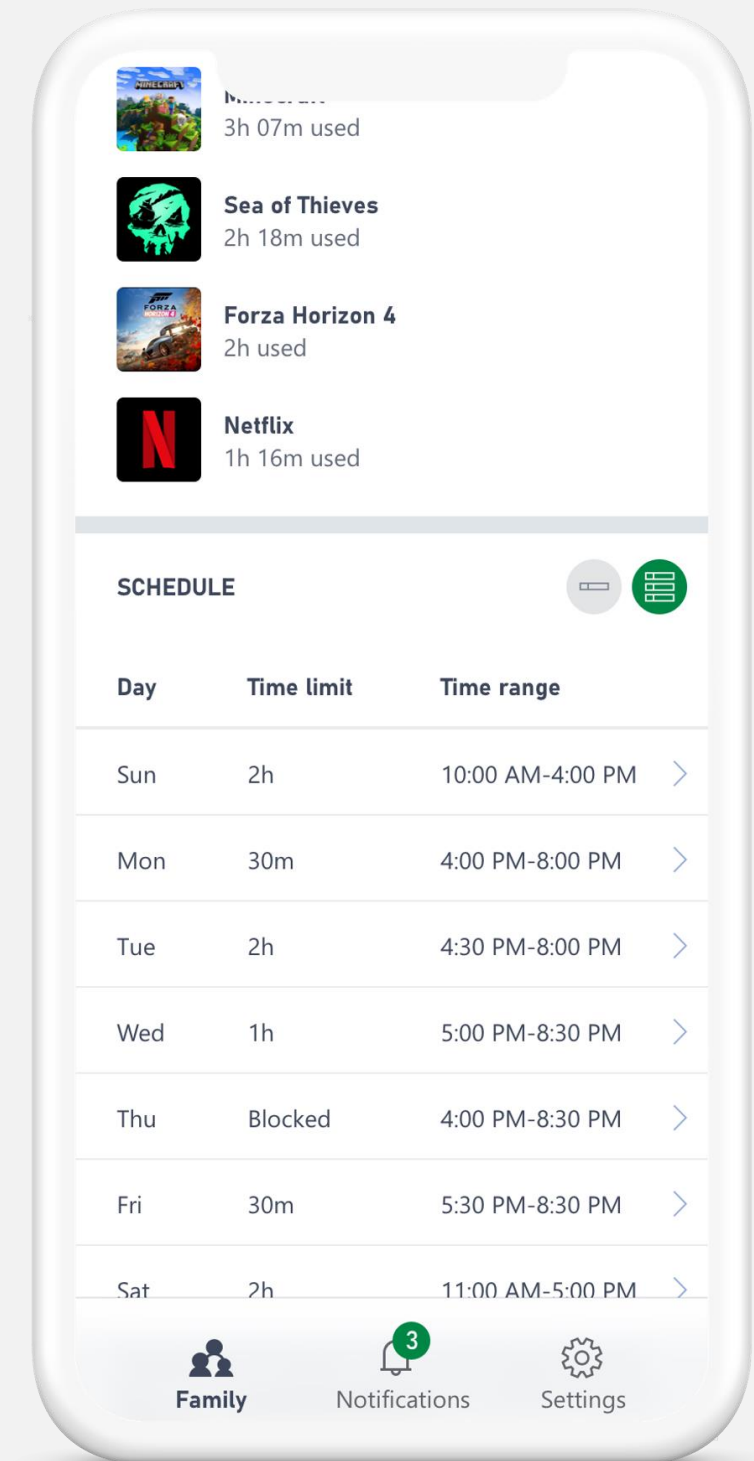 MINECRAFT
3h 07m used
Sea of Thieves
2h 18m used
FORZA
HORIZON 4
Forza Horizon 4
2h used
N
Netflix
1h 16m used
SCHEDULE
Day Time limit Time range
Sun 2h 10:00 AM-4:00 PM
Mon 30m 4:00 PM-8:00 PM
Tue 2h 4:30 PM-8:00 PM
Wed 1h 5:00 PM-8:30 PM
Thu Blocked 4:00 PM-8:30 PM
Fri 30m 5:30 PM-8:30 PM
Sat 2h 11:00 AM-5:00 PM
3
Family Notifications Settings